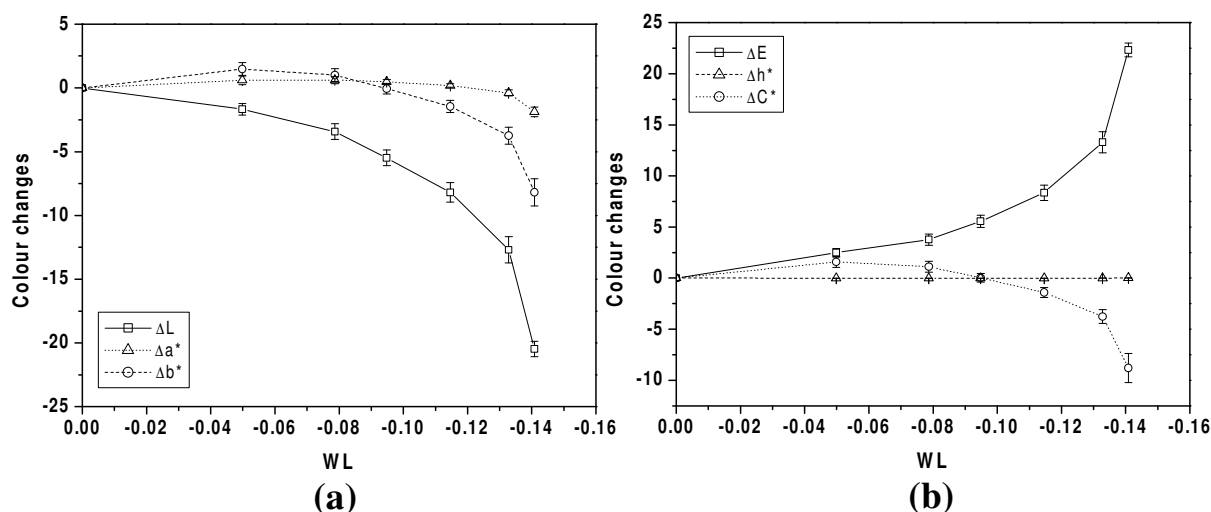 5
0
-5
-10
-15
-20
-25
Colour changes
ΔL
Δa*
Δb*
0.00 -0.02 -0.04 -0.06 -0.08 -0.10 -0.12 -0.14 -0.16
WL
(a)
25
20
15
10
5
0
-5
-10
Colour changes
ΔE
Δh*
ΔC*
0.00 -0.02 -0.04 -0.06 -0.08 -0.10 -0.12 -0.14 -0.16
WL
(b)